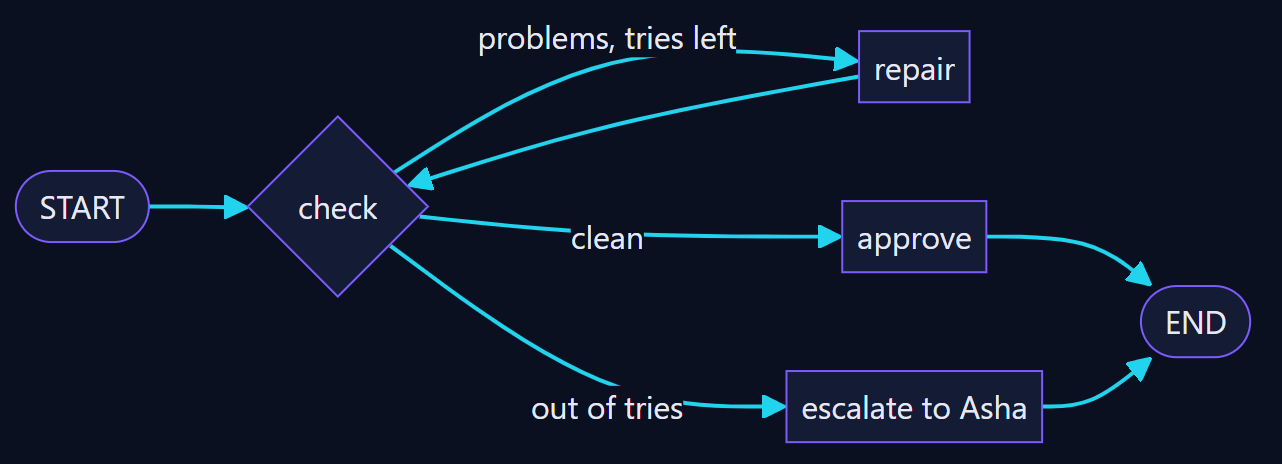 problems, tries left
repair
START
check
clean
approve
END
out of tries
escalate to Asha